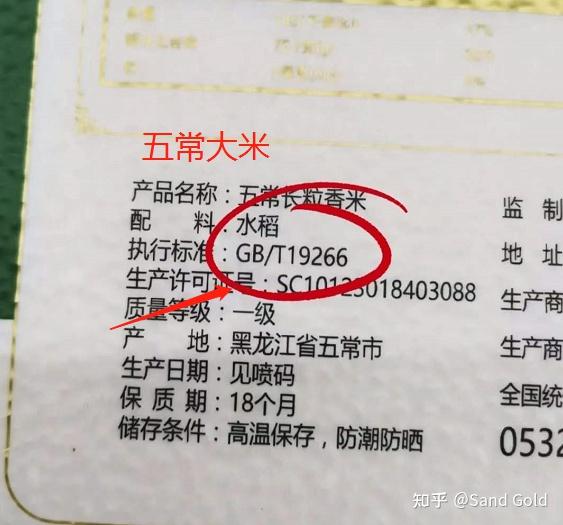 五常大米
产品名称：五常长粒香米
配 料：水稻
执行标准：GB/T19266
生产许可证号：SC10123018403088
质量等级：一级
产 地：黑龙江省五常市
生产日期：见喷码
保 质 期：18个月
储存条件：高温保存，防潮防晒
监 制
地 址
生产商
生产商
全国统
0532
知乎 @Sand Gold